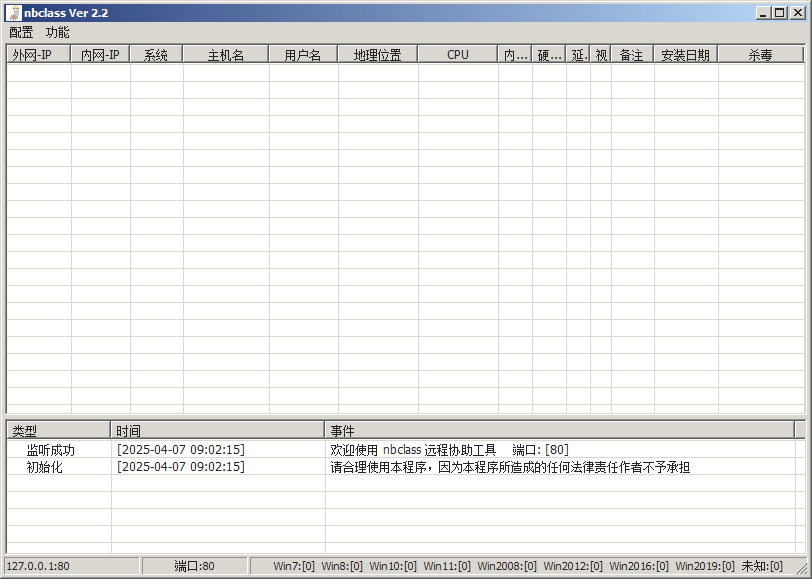 nbclass Ver 2.2
配置 功能
外网-IP 内网-IP 系统 主机名 用户名 地理位置 CPU 内... 硬... 延. 视 备注 安装日期 杀毒
类型 时间 事件
监听成功 [2025-04-07 09:02:15] 欢迎使用 nbclass 远程协助工具 端口: [80]
初始化 [2025-04-07 09:02:15] 请合理使用本程序，因为本程序所造成的任何法律责任作者不予承担
127.0.0.1:80 端口:80 Win7:[0] Win8:[0] Win10:[0] Win11:[0] Win2008:[0] Win2012:[0] Win2016:[0] Win2019:[0] 未知:[0]